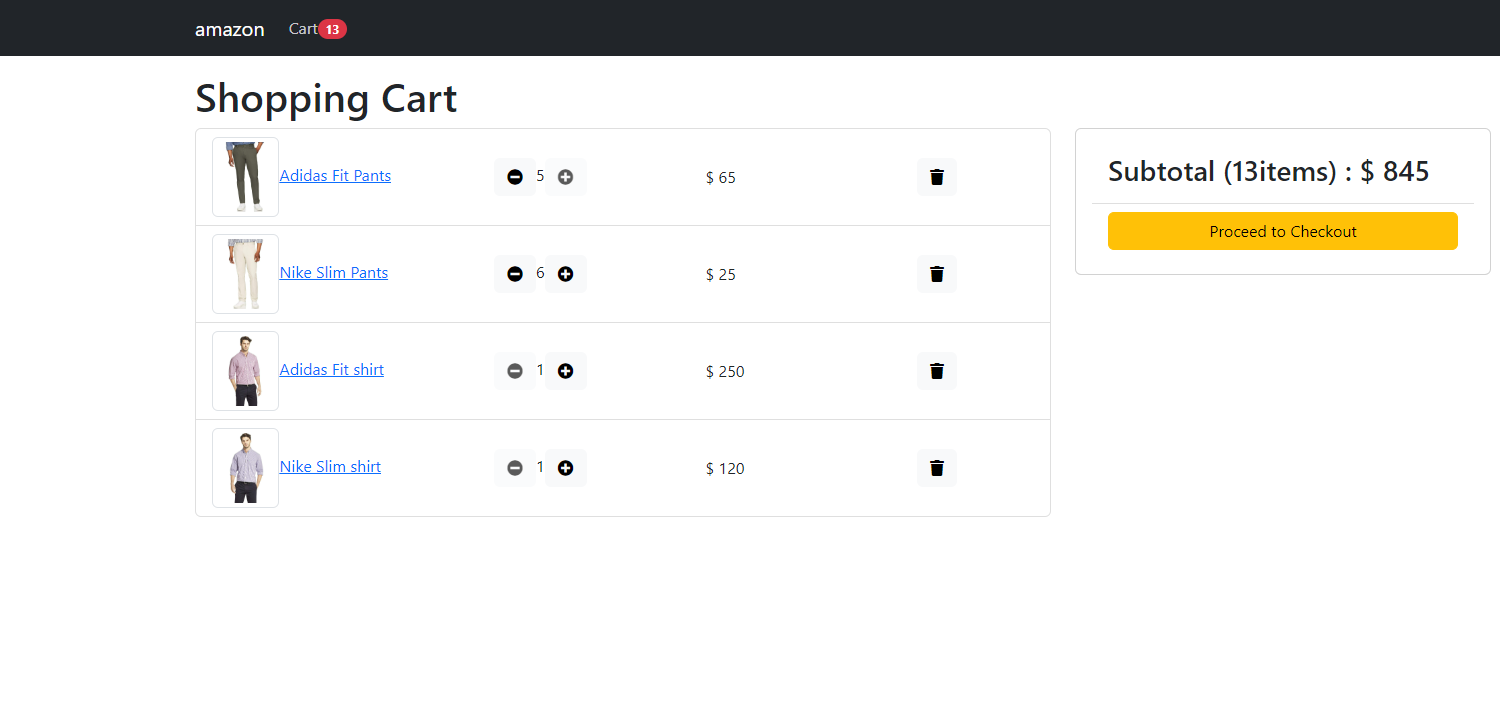 amazon Cart 13
Shopping Cart
Adidas Fit Pants 5 $ 65
Nike Slim Pants 6 $ 25
Adidas Fit shirt 1 $ 250
Nike Slim shirt 1 $ 120
Subtotal (13items) : $ 845
Proceed to Checkout